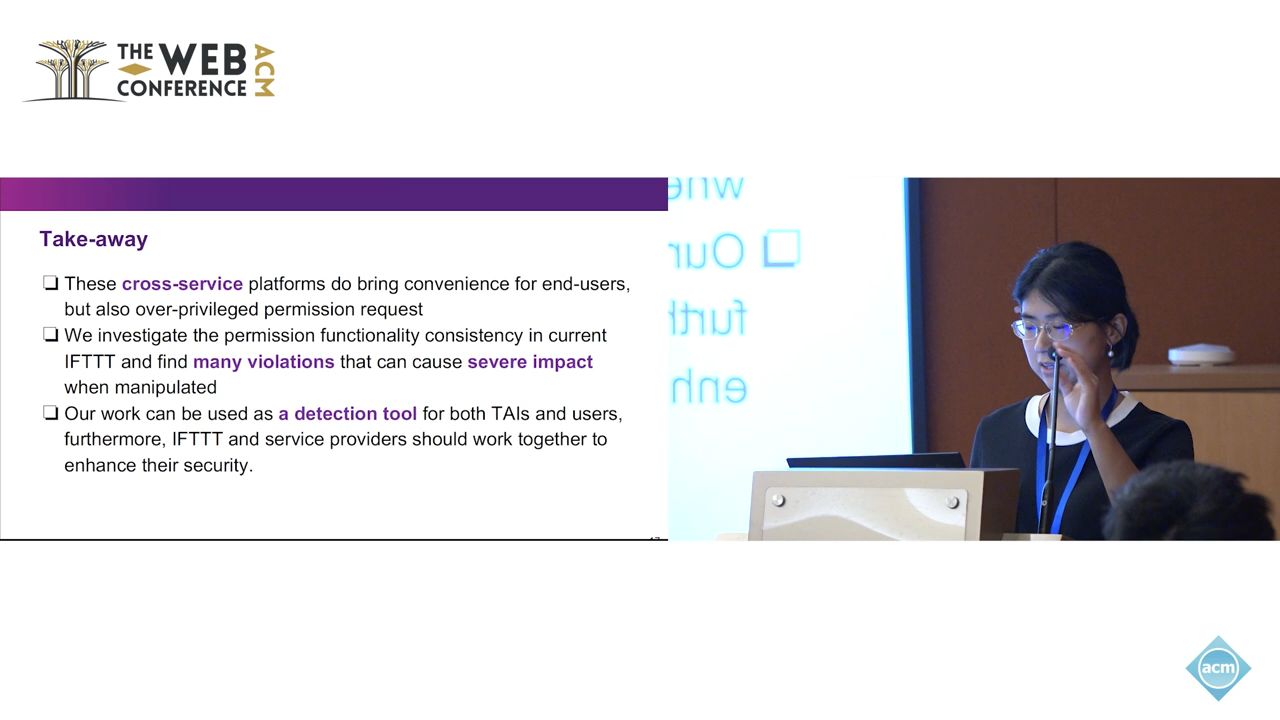 THE WEB
CONFERENCE
ACM
Take-away
❑ These cross-service platforms do bring convenience for end-users,
but also over-privileged permission request
❑ We investigate the permission functionality consistency in current
IFTTT and find many violations that can cause severe impact
when manipulated
❑ Our work can be used as a detection tool for both TAIs and users,
furthermore, IFTTT and service providers should work together to
enhance their security.
Our
acm